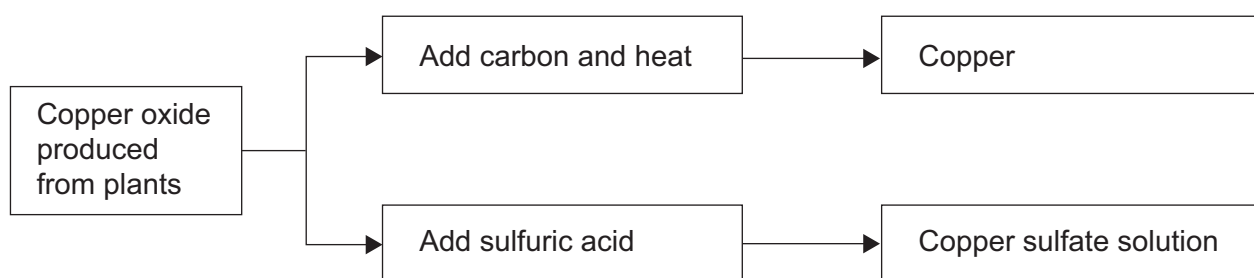 Copper oxide
produced
from plants
Add carbon and heat
Copper
Add sulfuric acid
Copper sulfate solution